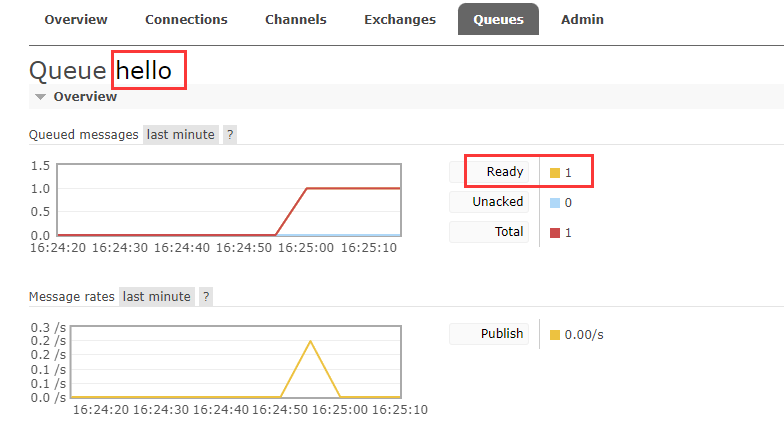 Overview Connections Channels Exchanges Queues Admin
Queue hello
Overview
Queued messages last minute ?
1.5
1.0
0.5
0.0
16:24:20 16:24:30 16:24:40 16:24:50 16:25:00 16:25:10
Ready 1
Unacked 0
Total 1
Message rates last minute ?
0.3 /s
0.2 /s
0.2 /s
0.1 /s
0.1 /s
0.0 /s
16:24:20 16:24:30 16:24:40 16:24:50 16:25:00 16:25:10
Publish 0.00/s